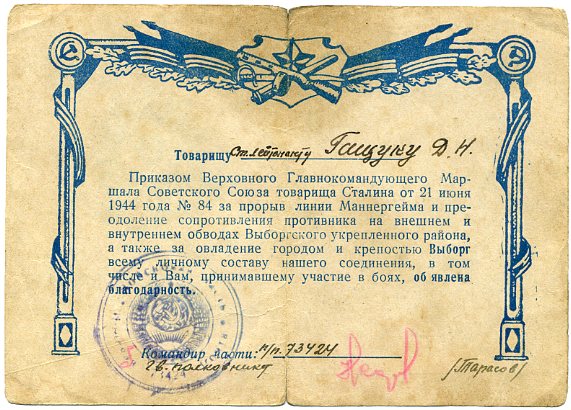 Товарищу Ст. лейтенанту Гащуку Д. Н.
Приказом Верховного Главнокомандующего Мар-
шала Советского Союза товарища Сталина от 21 июня
1944 года № 84 за прорыв линии Маннергейма и пре-
одоление сопротивления противника на внешнем и
внутреннем обводах Выборгского укрепленного района,
а также за овладение городом и крепостью Выборг
всему личному составу нашего соединения, в том
числе и Вам, принимавшему участие в боях, об'явлена
благодарность.
Командир части: п/п. 73424
гв. полковник (Тарасов)